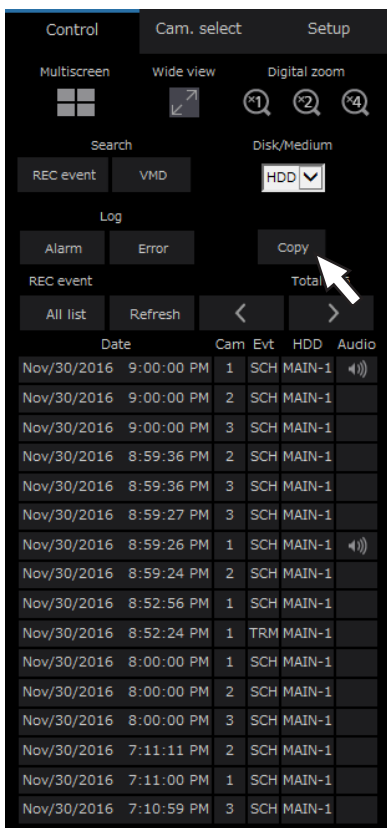 Control Cam. select Setup
Multiscreen Wide view Digital zoom
×1 ×2 ×4
Search Disk/Medium
REC event VMD HDD
Log
Alarm Error Copy
REC event Total
All list Refresh < >
Date Cam Evt HDD Audio
Nov/30/2016 9:00:00 PM 1 SCH MAIN-1
Nov/30/2016 9:00:00 PM 2 SCH MAIN-1
Nov/30/2016 9:00:00 PM 3 SCH MAIN-1
Nov/30/2016 8:59:36 PM 2 SCH MAIN-1
Nov/30/2016 8:59:36 PM 3 SCH MAIN-1
Nov/30/2016 8:59:27 PM 3 SCH MAIN-1
Nov/30/2016 8:59:26 PM 1 SCH MAIN-1
Nov/30/2016 8:59:24 PM 2 SCH MAIN-1
Nov/30/2016 8:52:56 PM 1 SCH MAIN-1
Nov/30/2016 8:52:24 PM 1 TRM MAIN-1
Nov/30/2016 8:00:00 PM 1 SCH MAIN-1
Nov/30/2016 8:00:00 PM 2 SCH MAIN-1
Nov/30/2016 8:00:00 PM 3 SCH MAIN-1
Nov/30/2016 7:11:11 PM 2 SCH MAIN-1
Nov/30/2016 7:11:00 PM 1 SCH MAIN-1
Nov/30/2016 7:10:59 PM 3 SCH MAIN-1